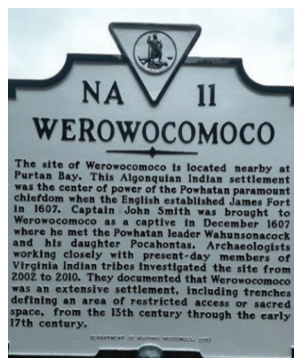 NA 11
WEROWOCOMOCO
The site of Werowocomoco is located nearby at
Purtan Bay. This Algonquian Indian settlement
was the center of power of the Powhatan paramount
chiefdom when the English established James Fort
in 1607. Captain John Smith was brought to
Werowocomoco as a captive in December 1607
where he met the Powhatan leader Wahunsonacock
and his daughter Pocahontas. Archaeologists
working closely with present-day members of
Virginia Indian tribes investigated the site from
2002 to 2010. They documented that Werowocomoco
was an extensive settlement, including trenches
defining an area of restricted access or sacred
space, from the 13th century through the early
17th century.
DEPARTMENT OF HISTORIC RESOURCES,